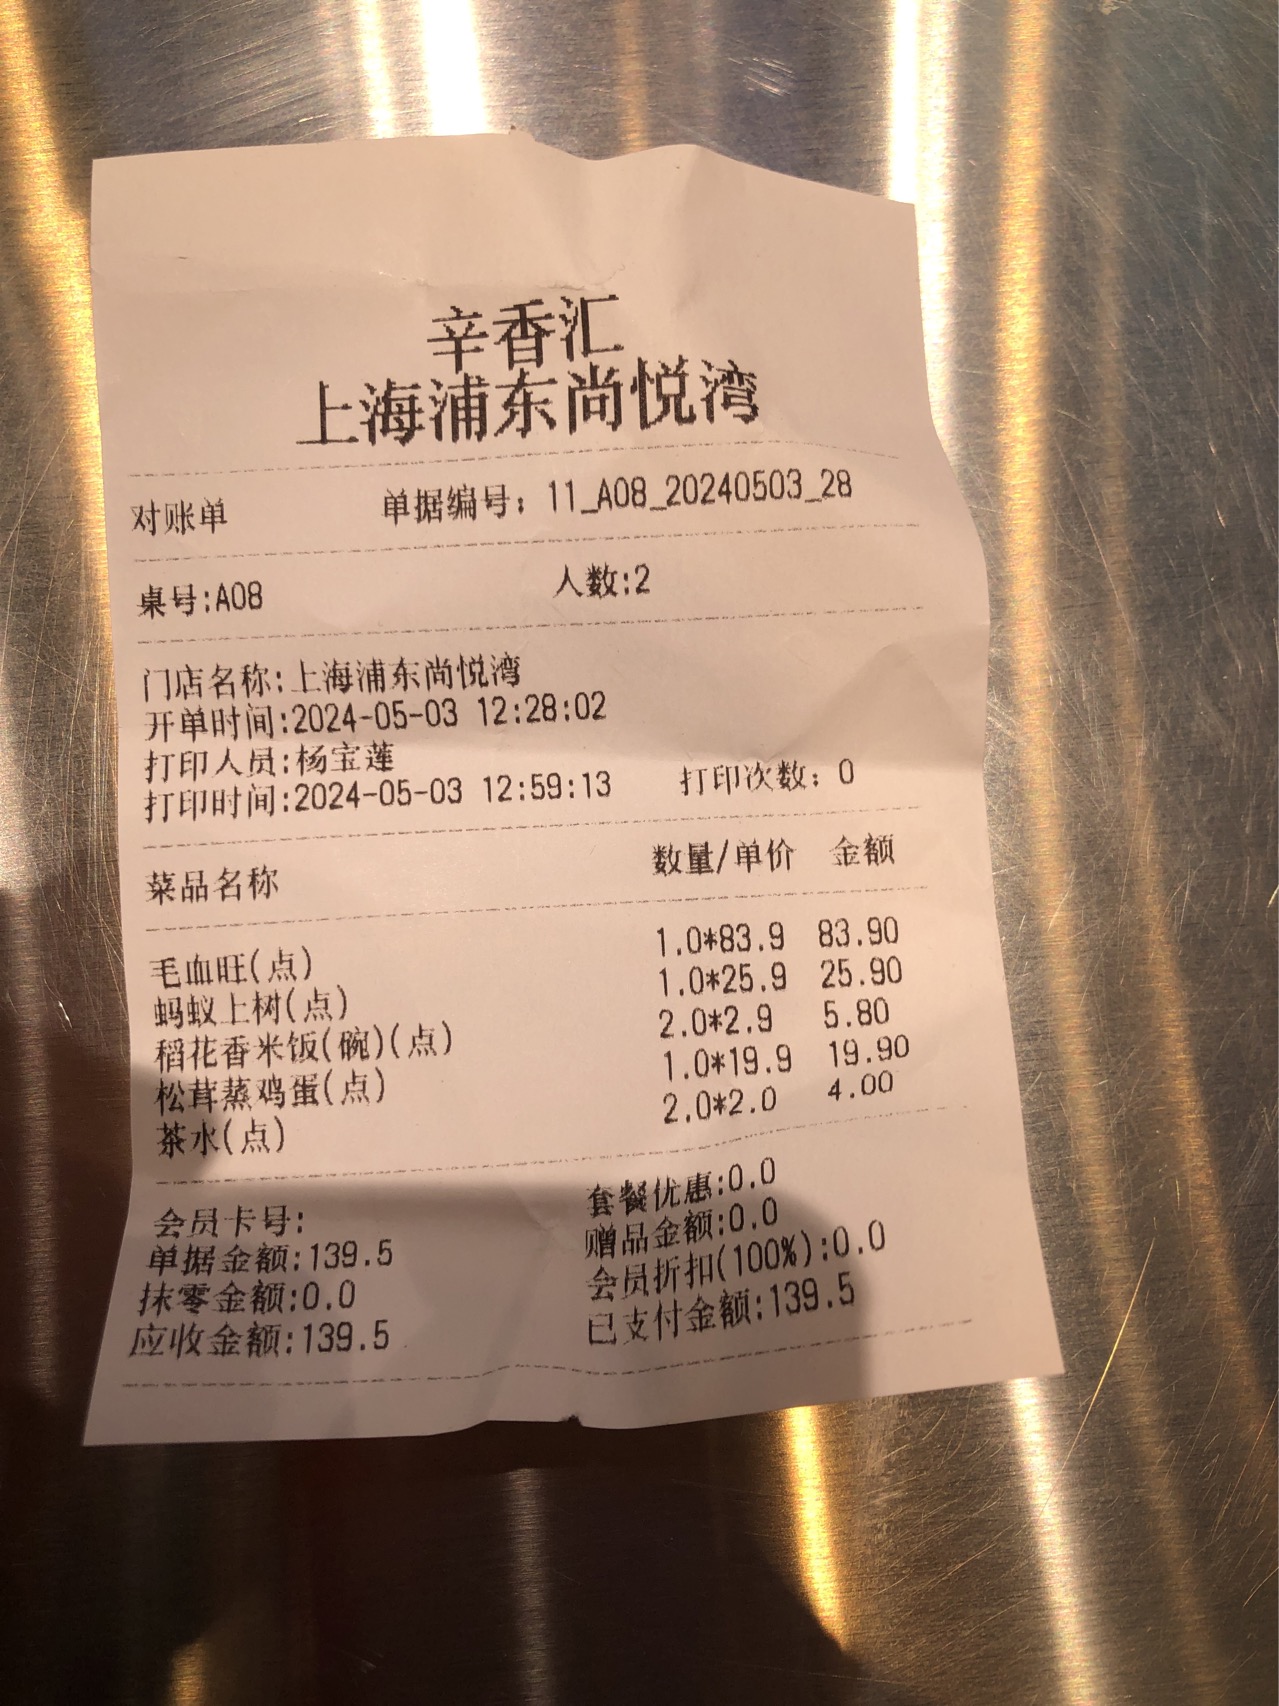 辛香汇
上海浦东尚悦湾
对账单 单据编号：11_A08_20240503_28
桌号:A08 人数:2
门店名称:上海浦东尚悦湾
开单时间:2024-05-03 12:28:02
打印人员:杨宝莲
打印时间:2024-05-03 12:59:13 打印次数：0
菜品名称 数量/单价 金额
毛血旺(点) 1.0*83.9 83.90
蚂蚁上树(点) 1.0*25.9 25.90
稻花香米饭(碗)(点) 2.0*2.9 5.80
松茸蒸鸡蛋(点) 1.0*19.9 19.90
茶水(点) 2.0*2.0 4.00
会员卡号: 套餐优惠:0.0
单据金额:139.5 赠品金额:0.0
抹零金额:0.0 会员折扣(100%):0.0
应收金额:139.5 已支付金额:139.5